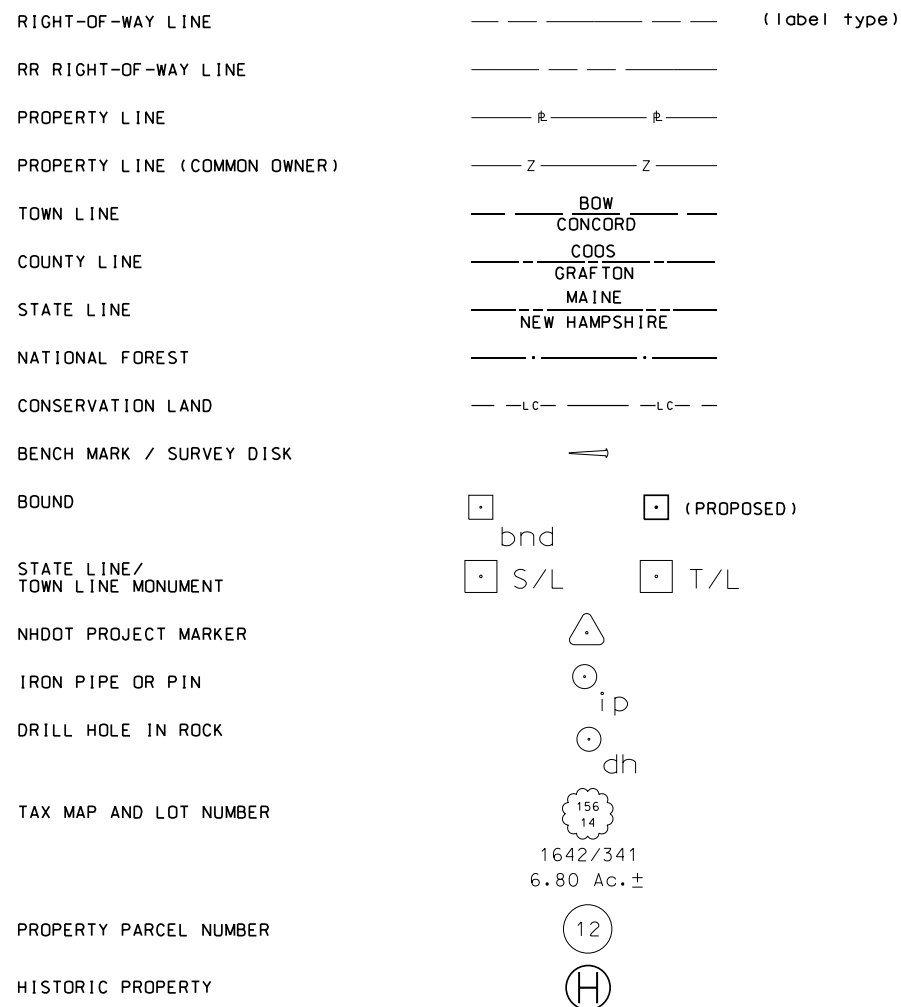 RIGHT-OF-WAY LINE (label type)
RR RIGHT-OF-WAY LINE
PROPERTY LINE ⅊ ⅊
PROPERTY LINE (COMMON OWNER) Z Z
TOWN LINE BOW
CONCORD
COUNTY LINE COOS
GRAFTON
STATE LINE MAINE
NEW HAMPSHIRE
NATIONAL FOREST
CONSERVATION LAND LC LC
BENCH MARK / SURVEY DISK
BOUND (PROPOSED)
bnd
STATE LINE/
TOWN LINE MONUMENT S/L T/L
NHDOT PROJECT MARKER
IRON PIPE OR PIN
ip
DRILL HOLE IN ROCK
dh
TAX MAP AND LOT NUMBER 156
14
1642/341
6.80 Ac.±
PROPERTY PARCEL NUMBER 12
HISTORIC PROPERTY H